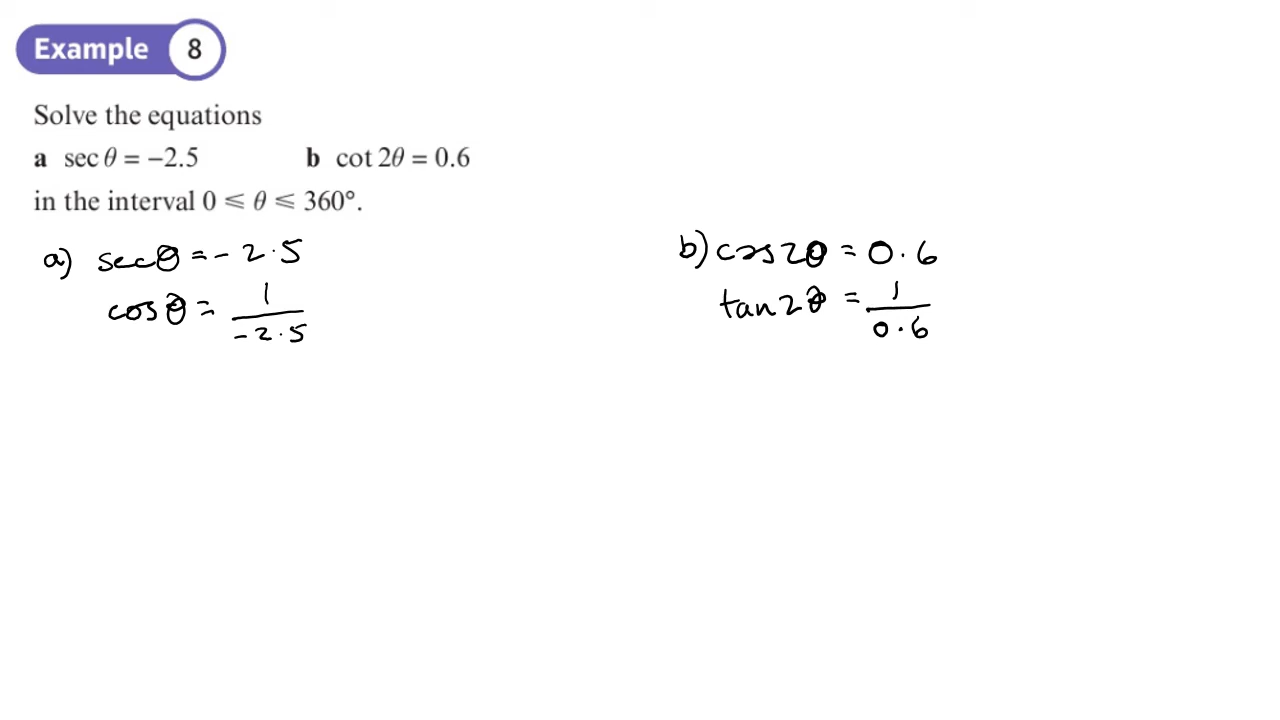 Example 8
Solve the equations
a sec θ = −2.5 b cot 2θ = 0.6
in the interval 0 ⩽ θ ⩽ 360°.
a) secθ = - 2.5
cosθ = 1/-2.5
b) cos2θ = 0.6
tan2θ = 1/0.6